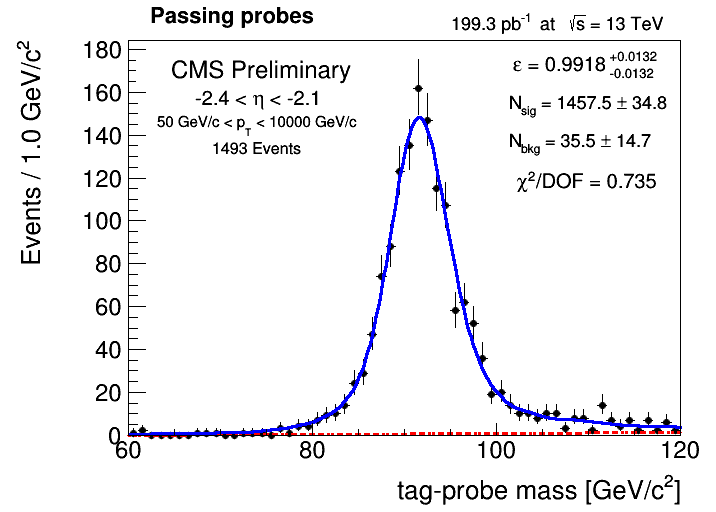 Passing probes
199.3 pb⁻¹ at √s = 13 TeV
CMS Preliminary
-2.4 < η < -2.1
50 GeV/c < p_T < 10000 GeV/c
1493 Events
ε = 0.9918 +0.0132 -0.0132
N_sig = 1457.5 ± 34.8
N_bkg = 35.5 ± 14.7
χ²/DOF = 0.735
Events / 1.0 GeV/c²
180
160
140
120
100
80
60
40
20
0
60 80 100 120
tag-probe mass [GeV/c²]